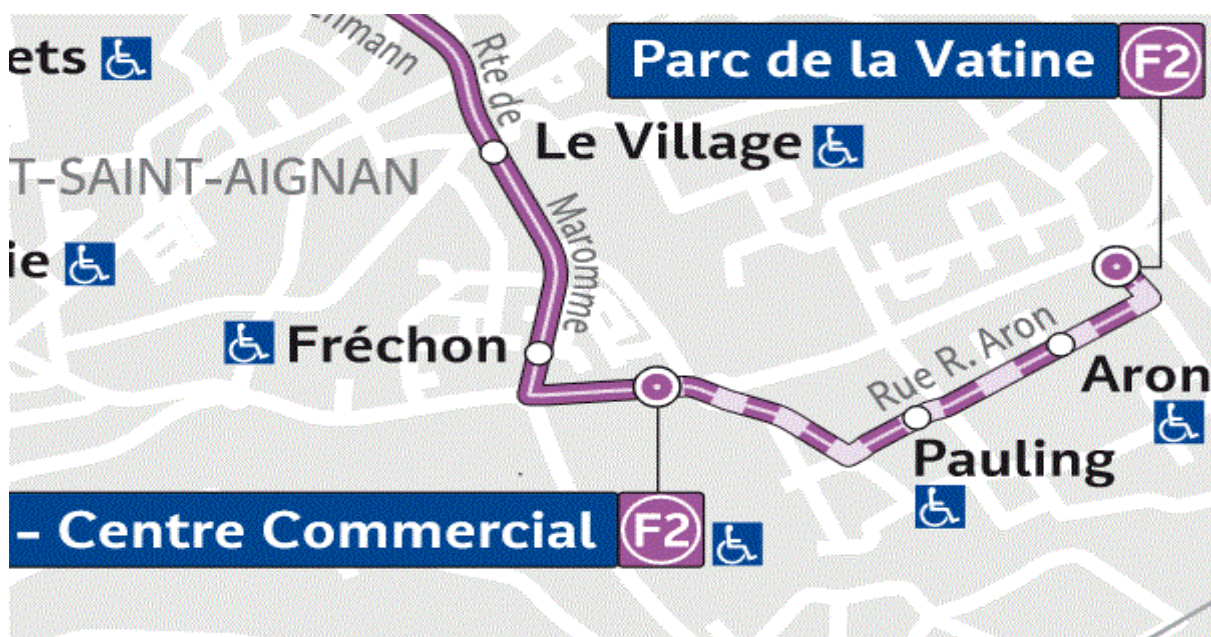 ets
nmann
Rte de
Maromme
Parc de la Vatine F2
Le Village
T-SAINT-AIGNAN
ie
Fréchon
Rue R. Aron
Aron
Pauling
– Centre Commercial F2